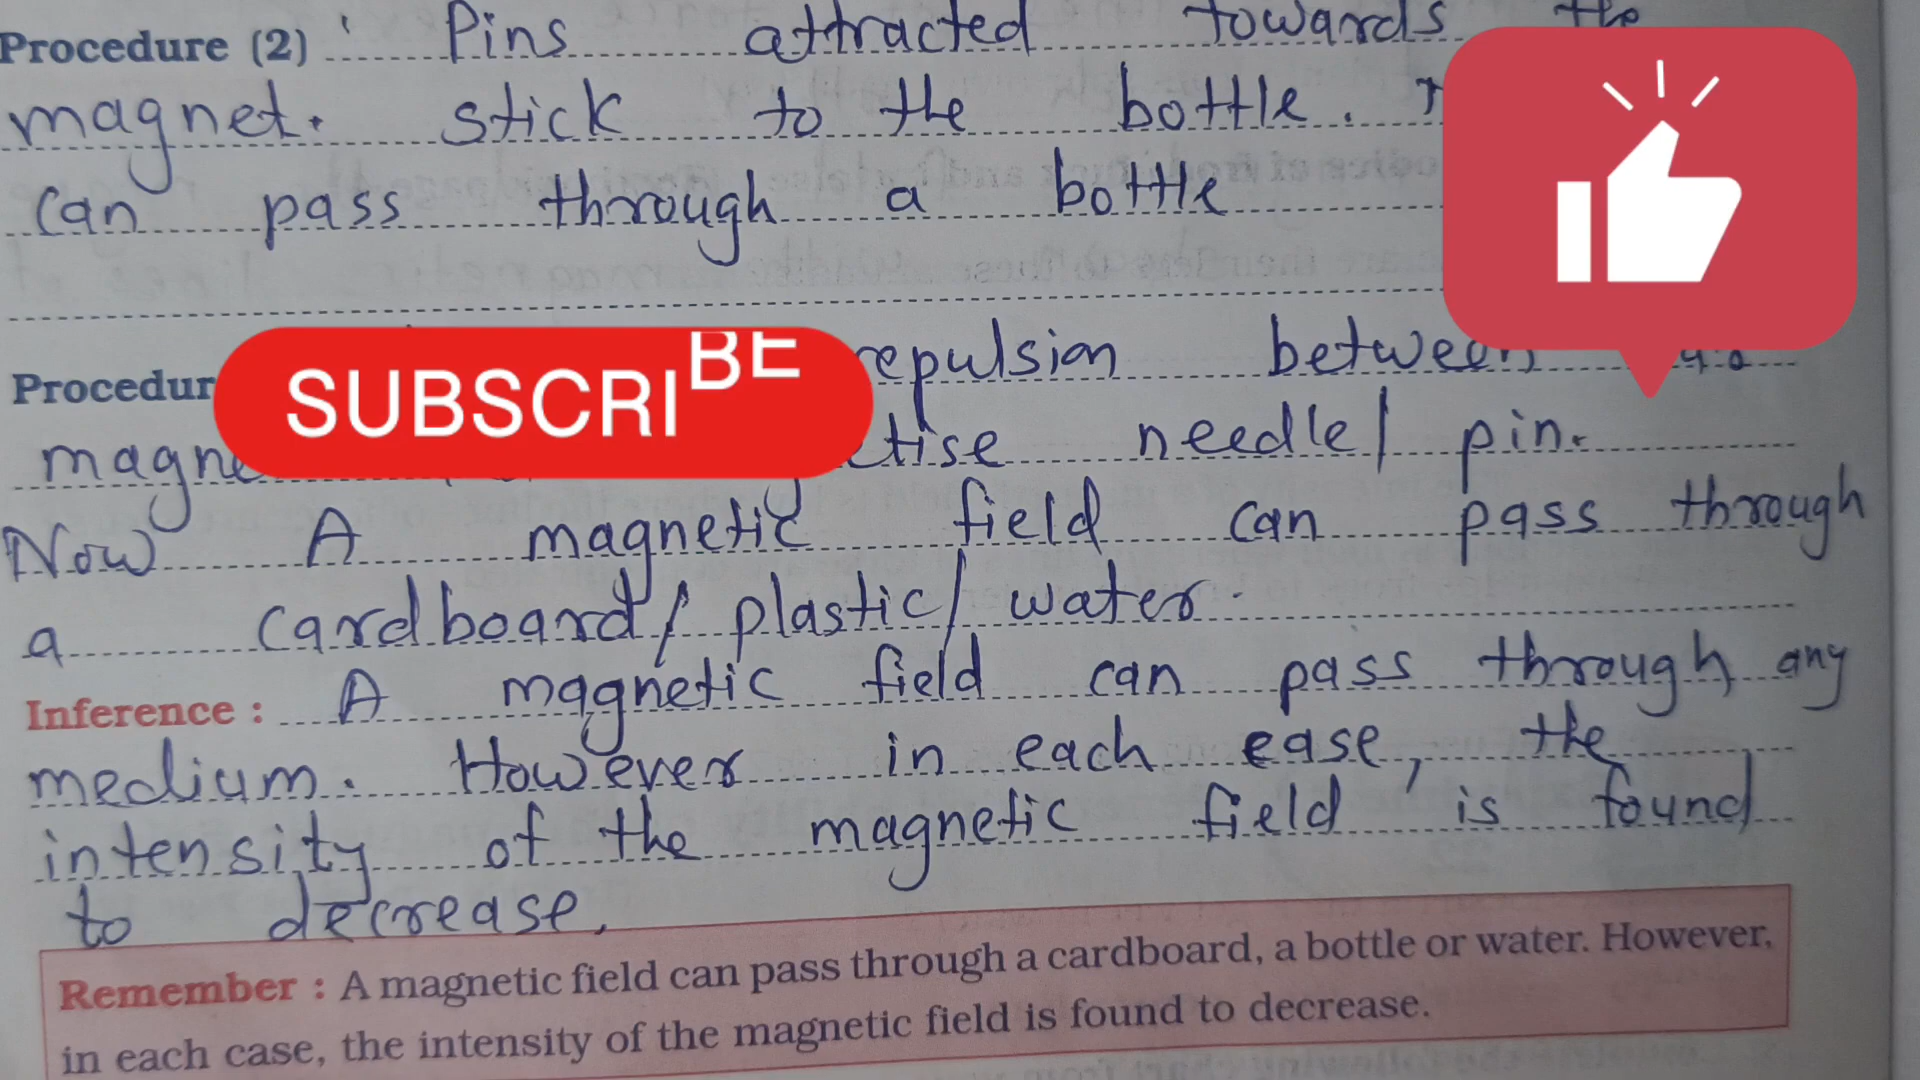 Procedure (2) : Pins attracted towards the
magnet. stick to the bottle.
can pass through a bottle
repulsion between
SUBSCRIBE
needle/ pin.
Now A magnetic field can pass through
a cardboard/ plastic/ water.
Inference : A magnetic field can pass through any
medium. However in each case, the
intensity of the magnetic field is found
to decrease.
Remember : A magnetic field can pass through a cardboard, a bottle or water. However,
in each case, the intensity of the magnetic field is found to decrease.